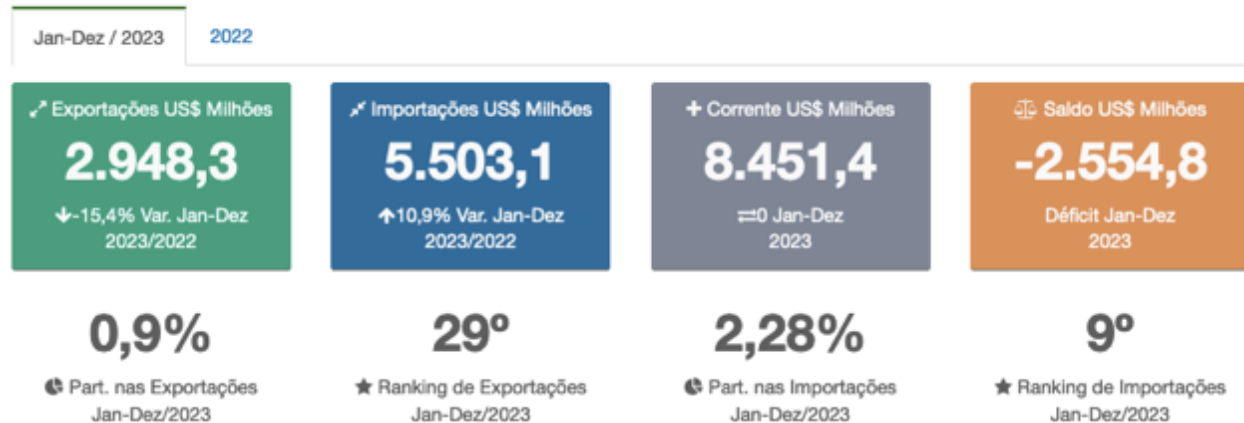 Jan-Dez / 2023
2022
Exportações US$ Milhões
2.948,3
-15,4% Var. Jan-Dez
2023/2022
Importações US$ Milhões
5.503,1
10,9% Var. Jan-Dez
2023/2022
Corrente US$ Milhões
8.451,4
0 Jan-Dez
2023
Saldo US$ Milhões
-2.554,8
Déficit Jan-Dez
2023
0,9%
Part. nas Exportações
Jan-Dez/2023
29º
Ranking de Exportações
Jan-Dez/2023
2,28%
Part. nas Importações
Jan-Dez/2023
9º
Ranking de Importações
Jan-Dez/2023